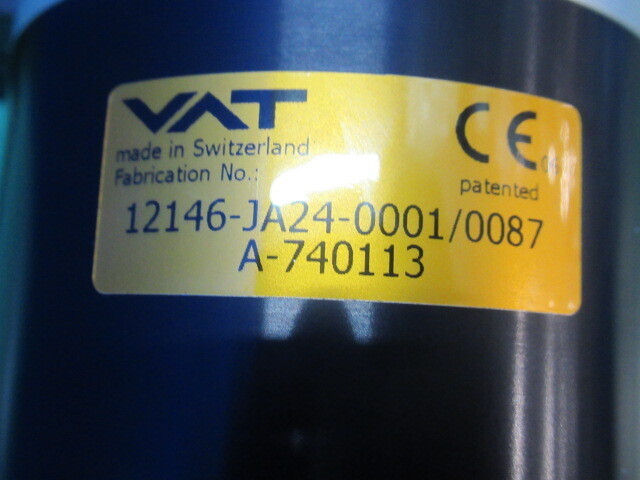 VAT
made in Switzerland
Fabrication No.:
CE
patented
12146-JA24-0001/0087
A-740113